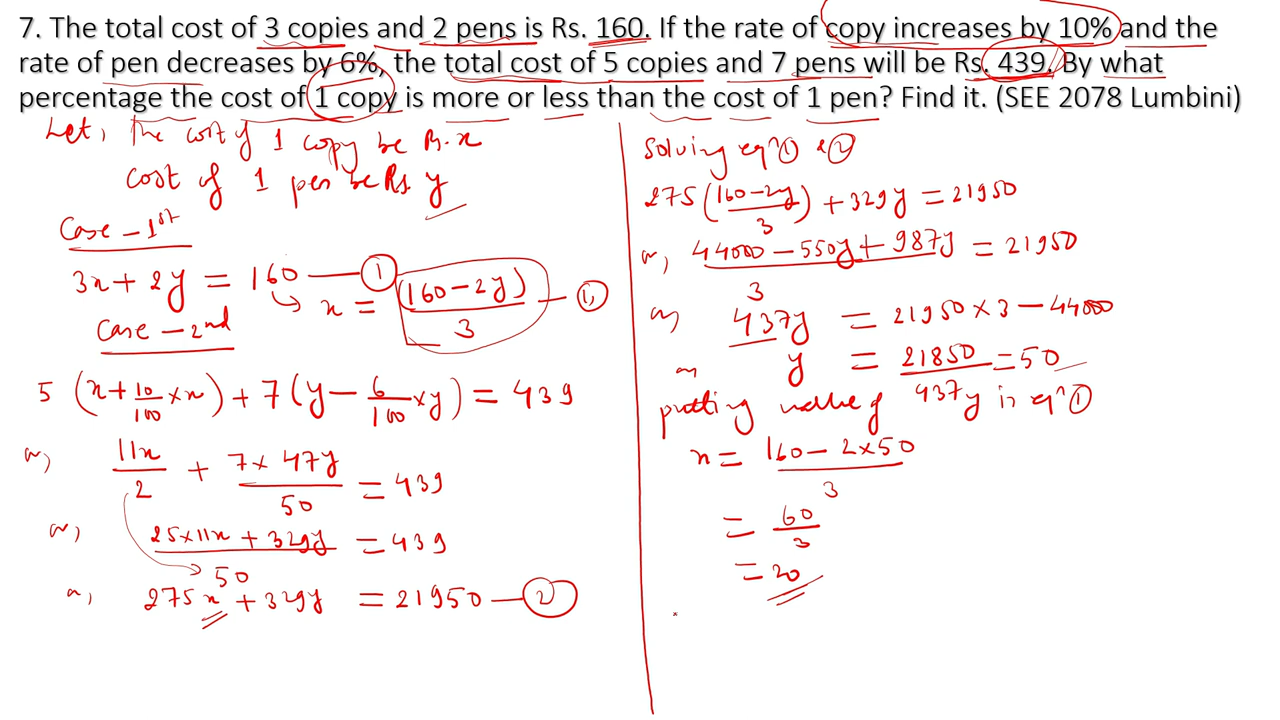 7. The total cost of 3 copies and 2 pens is Rs. 160. If the rate of copy increases by 10% and the
rate of pen decreases by 6%, the total cost of 5 copies and 7 pens will be Rs. 439. By what
percentage the cost of 1 copy is more or less than the cost of 1 pen? Find it. (SEE 2078 Lumbini)
Let, the cost of 1 copy be Rs. x
cost of 1 pen be Rs. y
Case - 1st
3x + 2y = 160 — ①
→ x = (160 - 2y)/3 — ①
Case - 2nd
5 (x + 10/100 × x) + 7 (y - 6/100 × y) = 439
or, 11x/2 + 7 × 47y/50 = 439
or, (25×11x + 329y)/50 = 439
or, 275x + 329y = 21950 — ②
Solving eqn ① & ②
275 ((160 - 2y)/3) + 329y = 21950
or, (44000 - 550y + 987y)/3 = 21950
or, 437y = 21950 × 3 - 44000
or, y = 21850/437 = 50
putting value of y in eqn ①
x = (160 - 2×50)/3
= 60/3
= 20